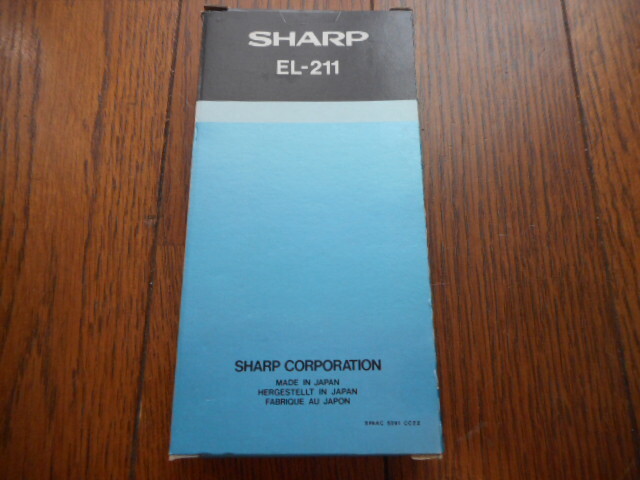 SHARP
EL-211
SHARP CORPORATION
MADE IN JAPAN
HERGESTELLT IN JAPAN
FABRIQUE AU JAPON